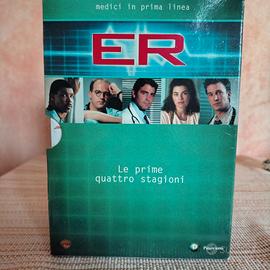 medici in prima linea
ER
Le prime
quattro stagioni